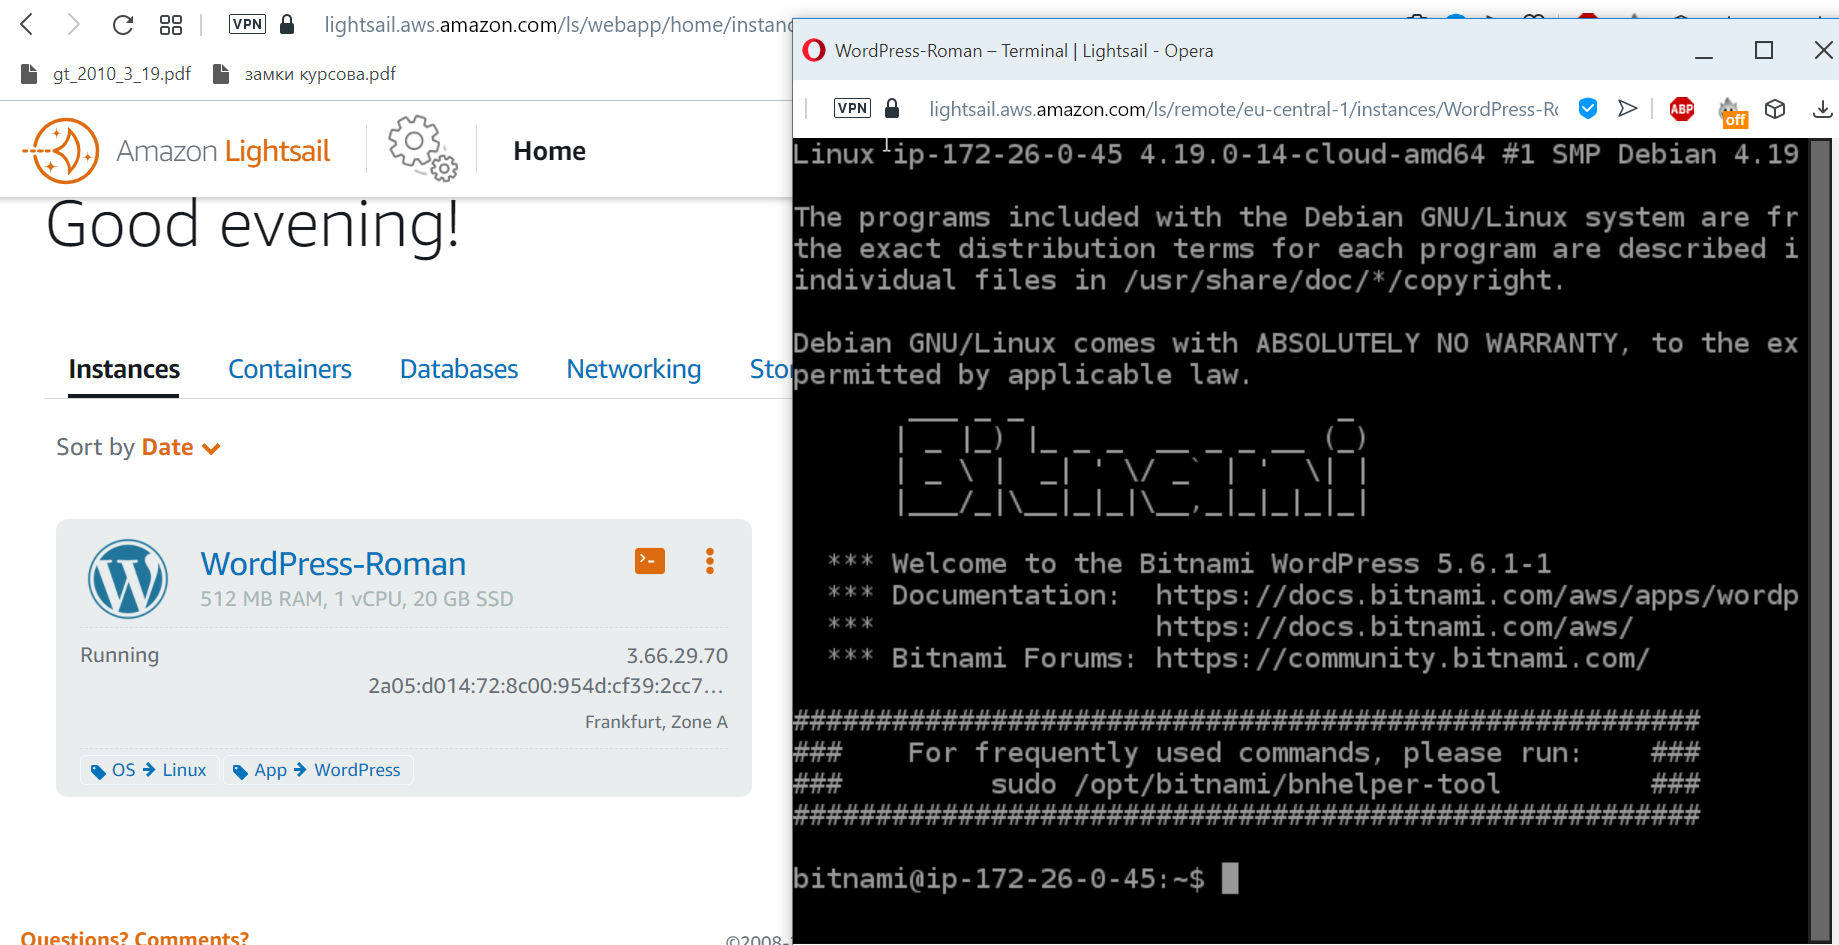 VPN
lightsail.aws.amazon.com/ls/webapp/home/instanc
gt_2010_3_19.pdf
замки курсова.pdf
Amazon Lightsail
Home
Good evening!
Instances
Containers
Databases
Networking
Sto
Sort by Date
WordPress-Roman
512 MB RAM, 1 vCPU, 20 GB SSD
Running
3.66.29.70
2a05:d014:72:8c00:954d:cf39:2cc7...
Frankfurt, Zone A
OS → Linux
App → WordPress
Questions? Comments?
©2008-
WordPress-Roman – Terminal | Lightsail - Opera
VPN
lightsail.aws.amazon.com/ls/remote/eu-central-1/instances/WordPress-Ro
ABP
off
Linux ip-172-26-0-45 4.19.0-14-cloud-amd64 #1 SMP Debian 4.19
The programs included with the Debian GNU/Linux system are fr
the exact distribution terms for each program are described i
individual files in /usr/share/doc/*/copyright.
Debian GNU/Linux comes with ABSOLUTELY NO WARRANTY, to the ex
permitted by applicable law.
Bitnami
*** Welcome to the Bitnami WordPress 5.6.1-1
*** Documentation: https://docs.bitnami.com/aws/apps/wordp
*** https://docs.bitnami.com/aws/
*** Bitnami Forums: https://community.bitnami.com/
#######################################################
### For frequently used commands, please run: ###
### sudo /opt/bitnami/bnhelper-tool ###
#######################################################
bitnami@ip-172-26-0-45:~$